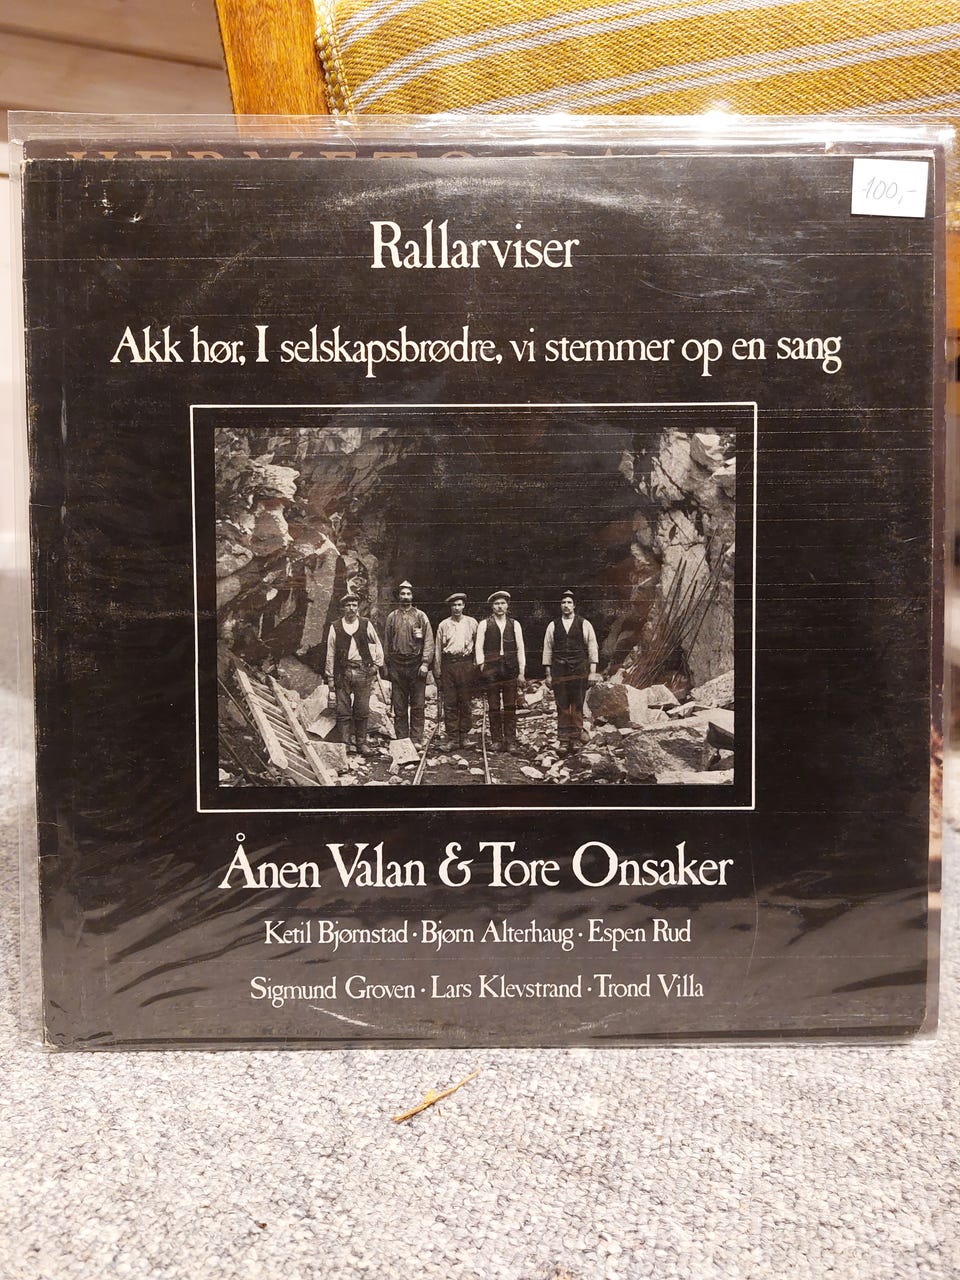 100,-
Rallarviser
Akk hør, I selskapsbrødre, vi stemmer op en sang
Ånen Valan & Tore Onsaker
Ketil Bjørnstad · Bjørn Alterhaug · Espen Rud
Sigmund Groven · Lars Klevstrand · Trond Villa